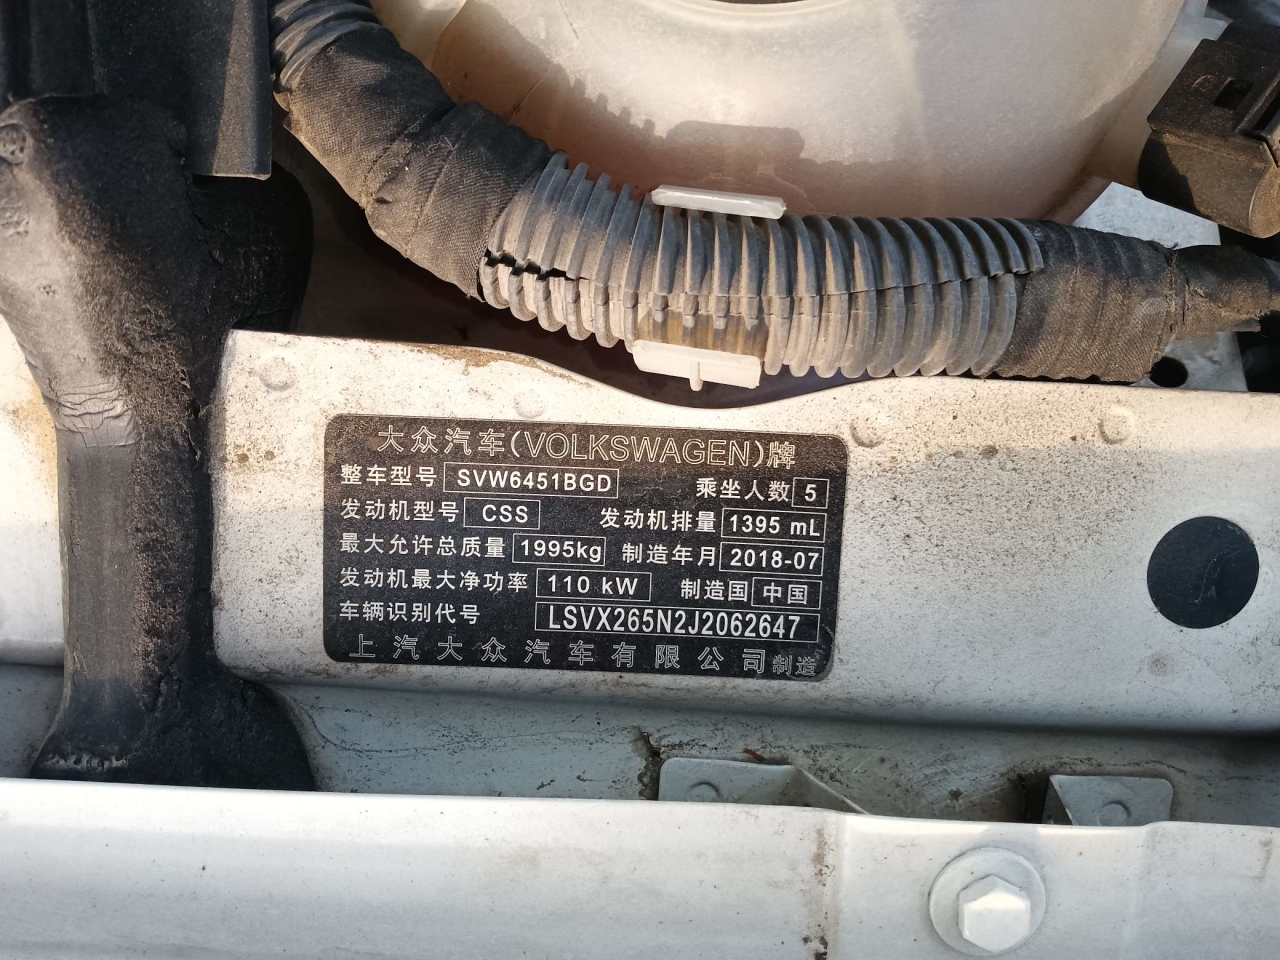 大众汽车(VOLKSWAGEN)牌
整车型号 SVW6451BGD 乘坐人数 5
发动机型号 CSS 发动机排量 1395 mL
最大允许总质量 1995kg 制造年月 2018-07
发动机最大净功率 110 kW 制造国 中国
车辆识别代号 LSVX265N2J2062647
上汽大众汽车有限公司制造